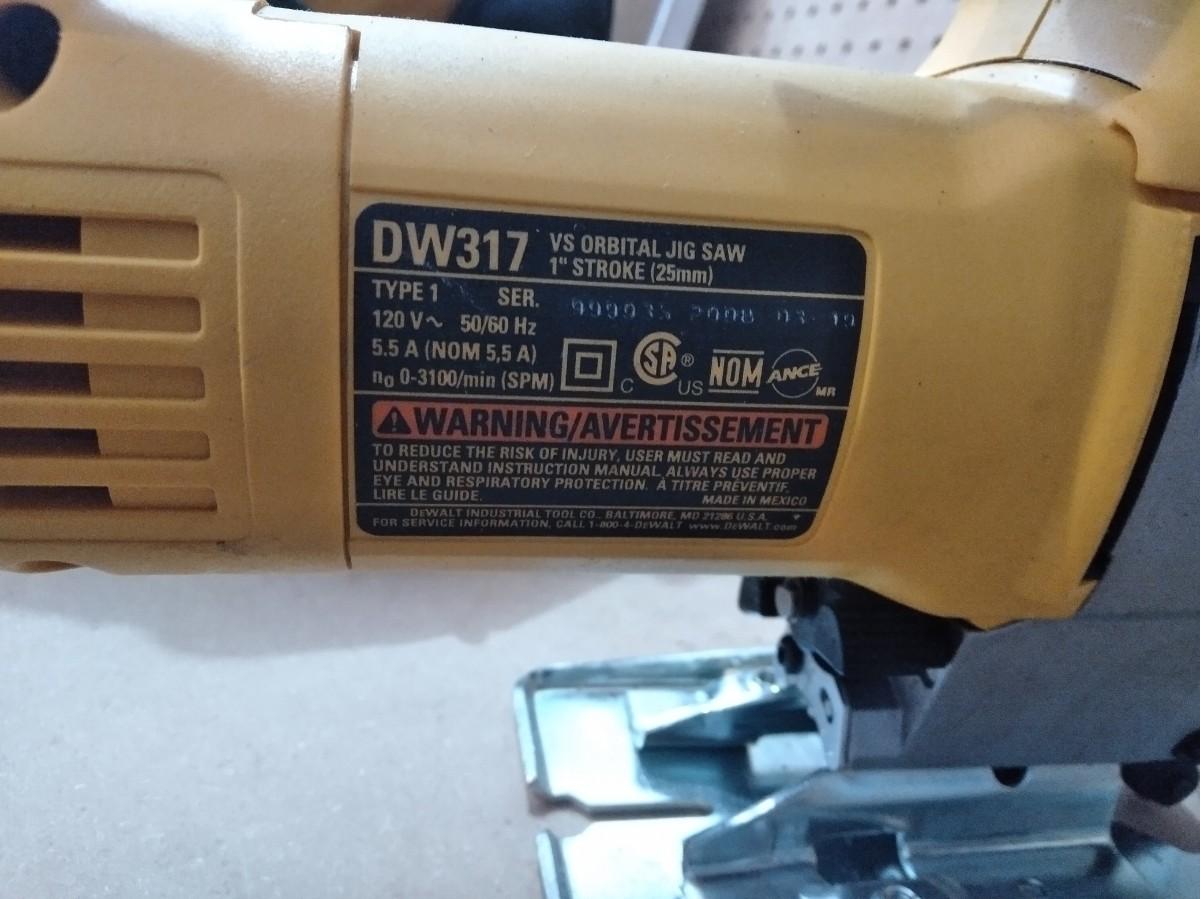 DW317
VS ORBITAL JIG SAW
1" STROKE (25mm)
TYPE 1 SER.
120 V~ 50/60 Hz
5.5 A (NOM 5,5 A)
n₀ 0-3100/min (SPM)
C SA ® US NOM ANCE MR
WARNING/AVERTISSEMENT
TO REDUCE THE RISK OF INJURY, USER MUST READ AND
UNDERSTAND INSTRUCTION MANUAL. ALWAYS USE PROPER
EYE AND RESPIRATORY PROTECTION. À TITRE PRÉVENTIF,
LIRE LE GUIDE. MADE IN MEXICO
DEWALT INDUSTRIAL TOOL CO., BALTIMORE, MD 21286 U.S.A.
FOR SERVICE INFORMATION, CALL 1-800-4-DEWALT www.DEWALT.com